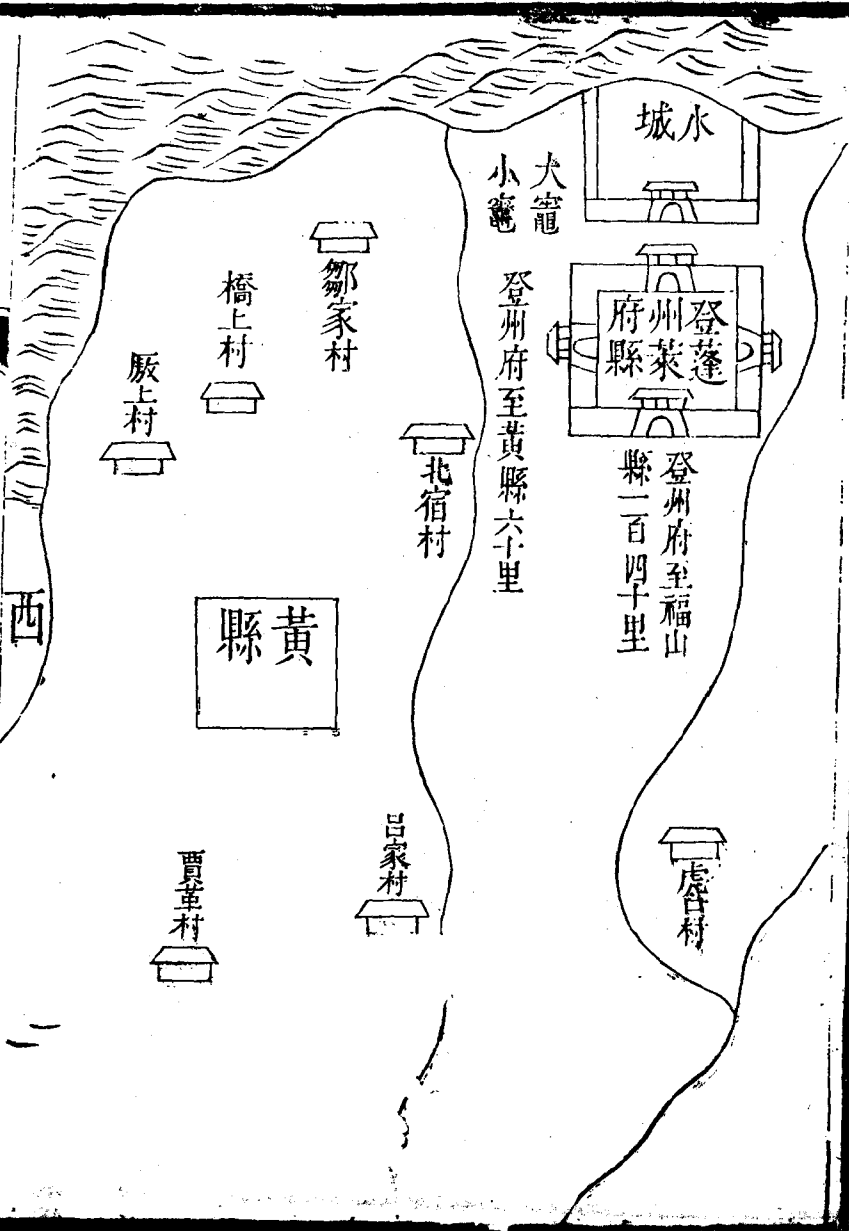 水城
大竈
小竈
登州府
蓬萊縣
登州府至福山
縣二百四十里
登州府至黃縣六十里
鄒家村
橋上村
廒上村
北宿村
黃縣
西
呂家村
賈革村